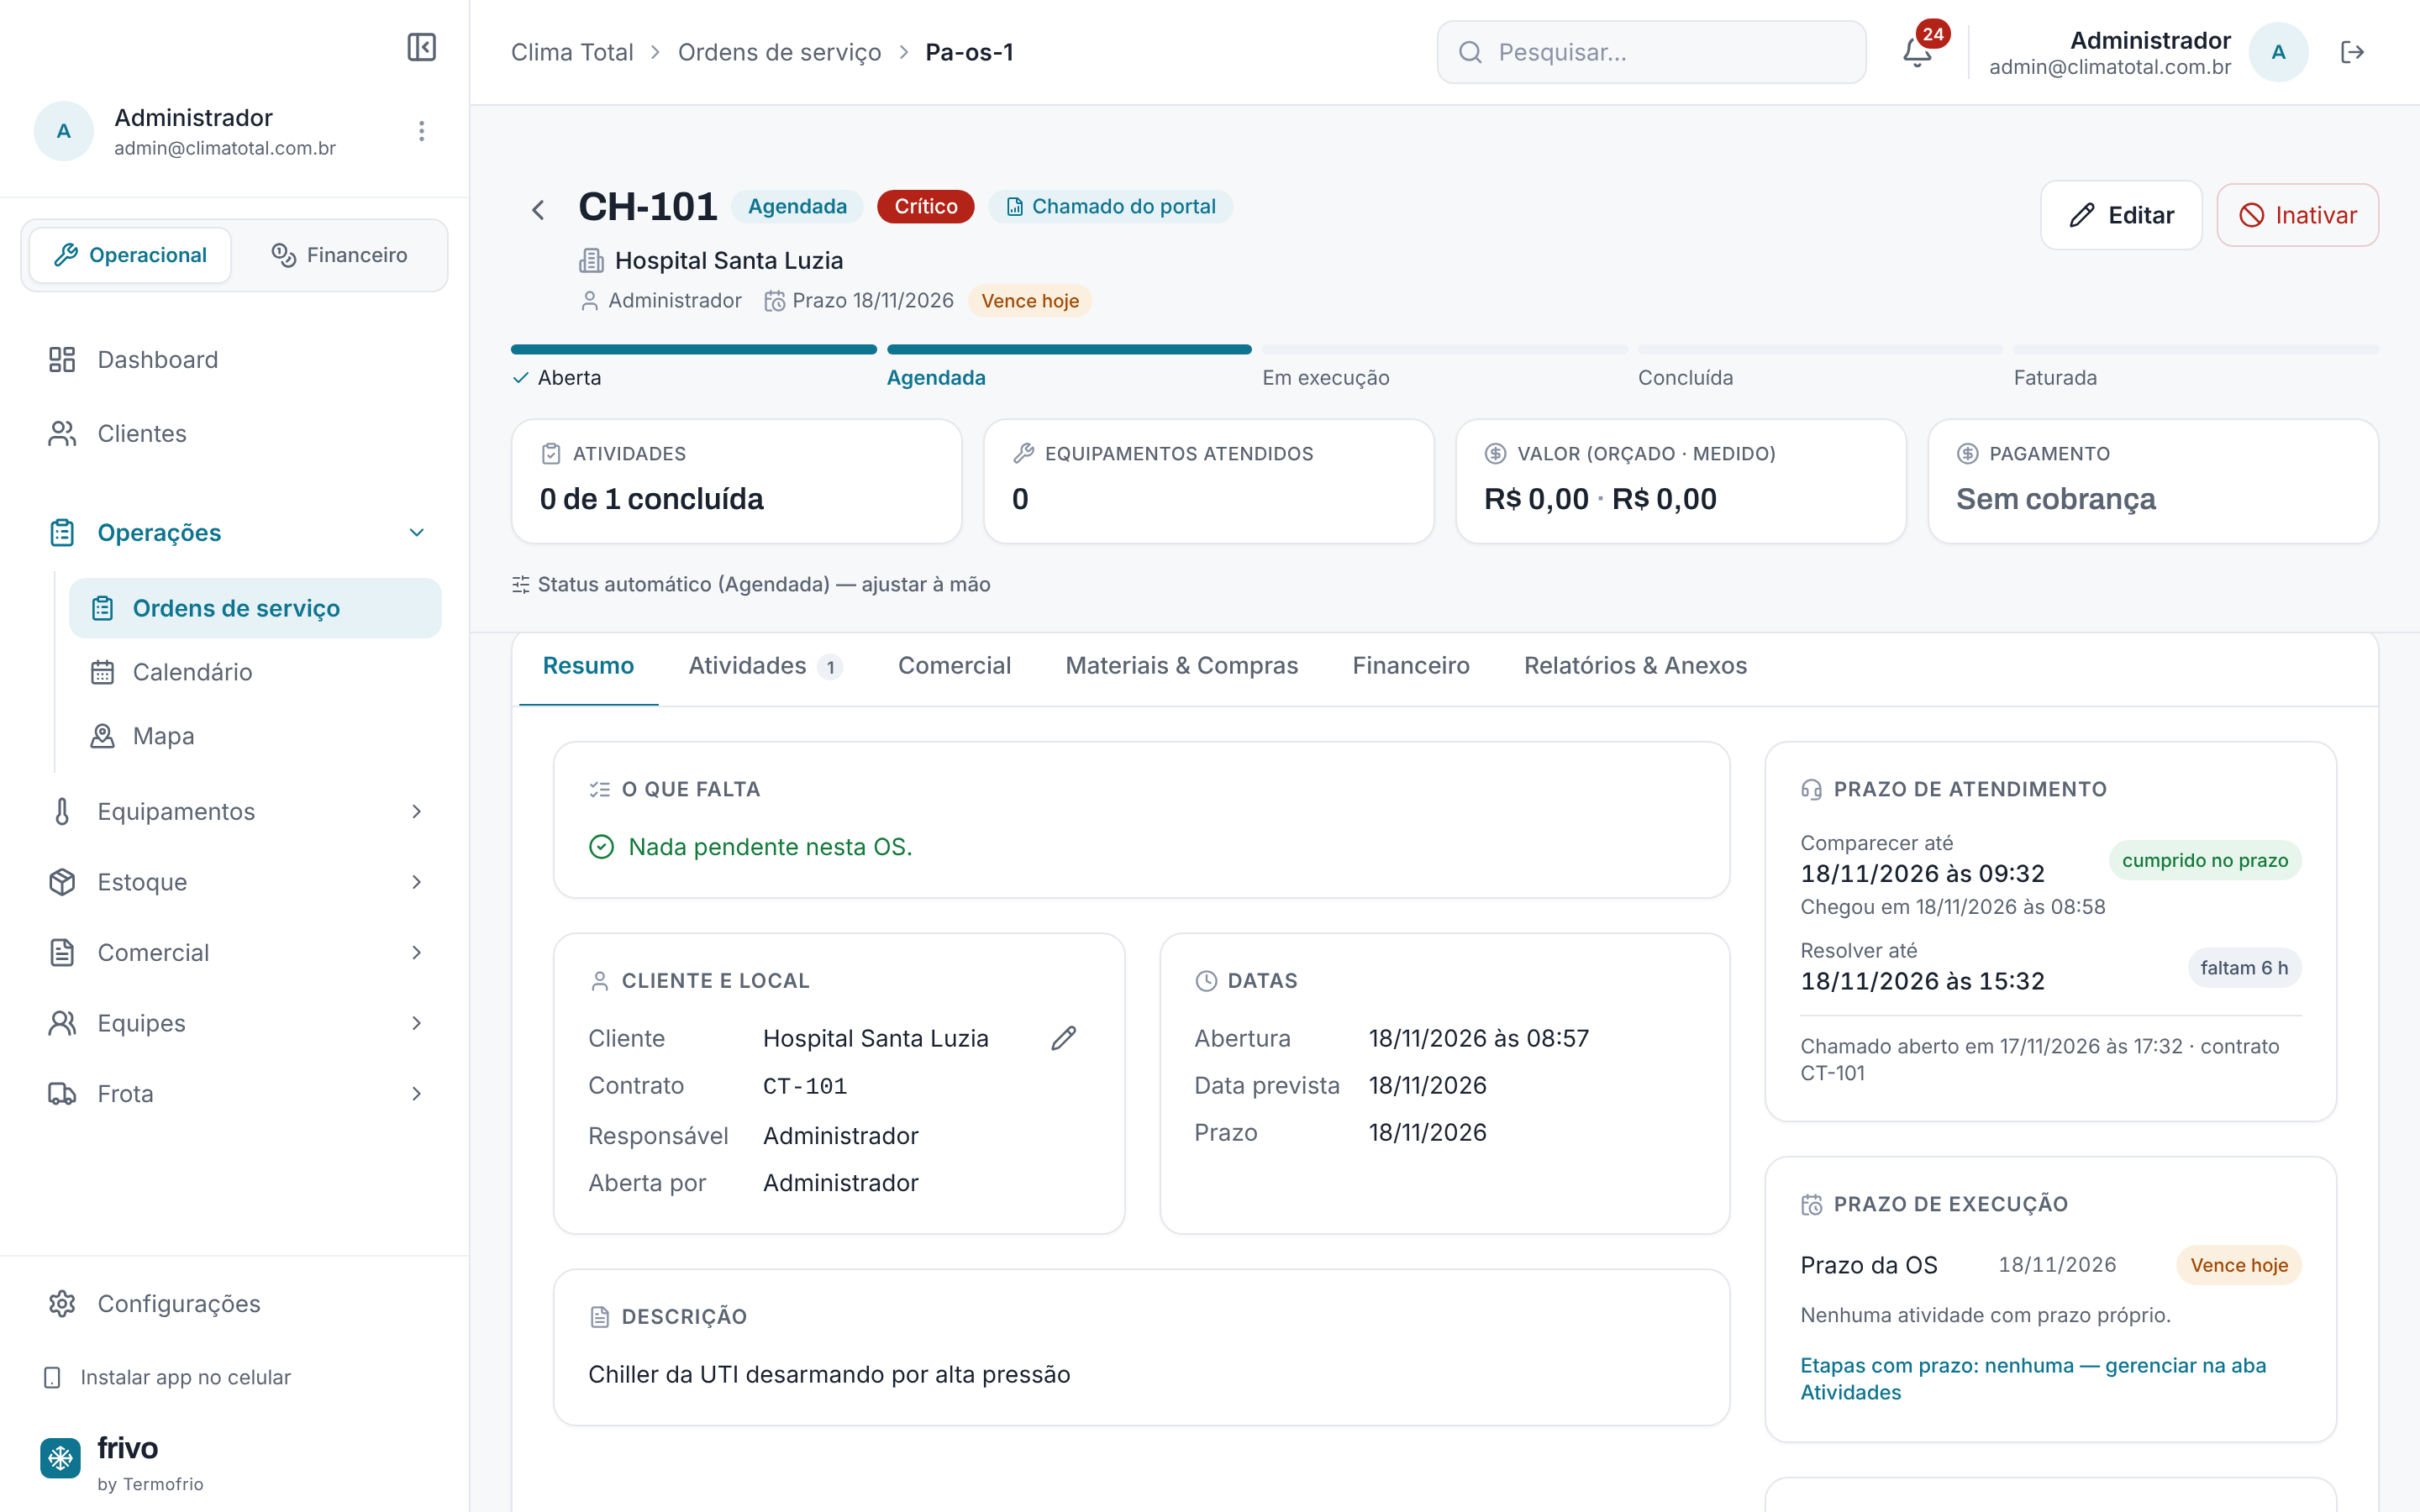 Clima Total > Ordens de serviço > Pa-os-1
Pesquisar...
24
Administrador
admin@climatotal.com.br
A
A
Administrador
admin@climatotal.com.br
Operacional
Financeiro
Dashboard
Clientes
Operações
Ordens de serviço
Calendário
Mapa
Equipamentos
Estoque
Comercial
Equipes
Frota
Configurações
Instalar app no celular
frivo
by Termofrio
CH-101 Agendada Crítico Chamado do portal
Editar
Inativar
Hospital Santa Luzia
Administrador Prazo 18/11/2026 Vence hoje
Aberta
Agendada
Em execução
Concluída
Faturada
ATIVIDADES
0 de 1 concluída
EQUIPAMENTOS ATENDIDOS
0
VALOR (ORÇADO · MEDIDO)
R$ 0,00 · R$ 0,00
PAGAMENTO
Sem cobrança
Status automático (Agendada) — ajustar à mão
Resumo
Atividades 1
Comercial
Materiais & Compras
Financeiro
Relatórios & Anexos
O QUE FALTA
Nada pendente nesta OS.
CLIENTE E LOCAL
Cliente Hospital Santa Luzia
Contrato CT-101
Responsável Administrador
Aberta por Administrador
DATAS
Abertura 18/11/2026 às 08:57
Data prevista 18/11/2026
Prazo 18/11/2026
DESCRIÇÃO
Chiller da UTI desarmando por alta pressão
PRAZO DE ATENDIMENTO
Comparecer até
18/11/2026 às 09:32
cumprido no prazo
Chegou em 18/11/2026 às 08:58
Resolver até
18/11/2026 às 15:32
faltam 6 h
Chamado aberto em 17/11/2026 às 17:32 · contrato
CT-101
PRAZO DE EXECUÇÃO
Prazo da OS 18/11/2026 Vence hoje
Nenhuma atividade com prazo próprio.
Etapas com prazo: nenhuma — gerenciar na aba
Atividades